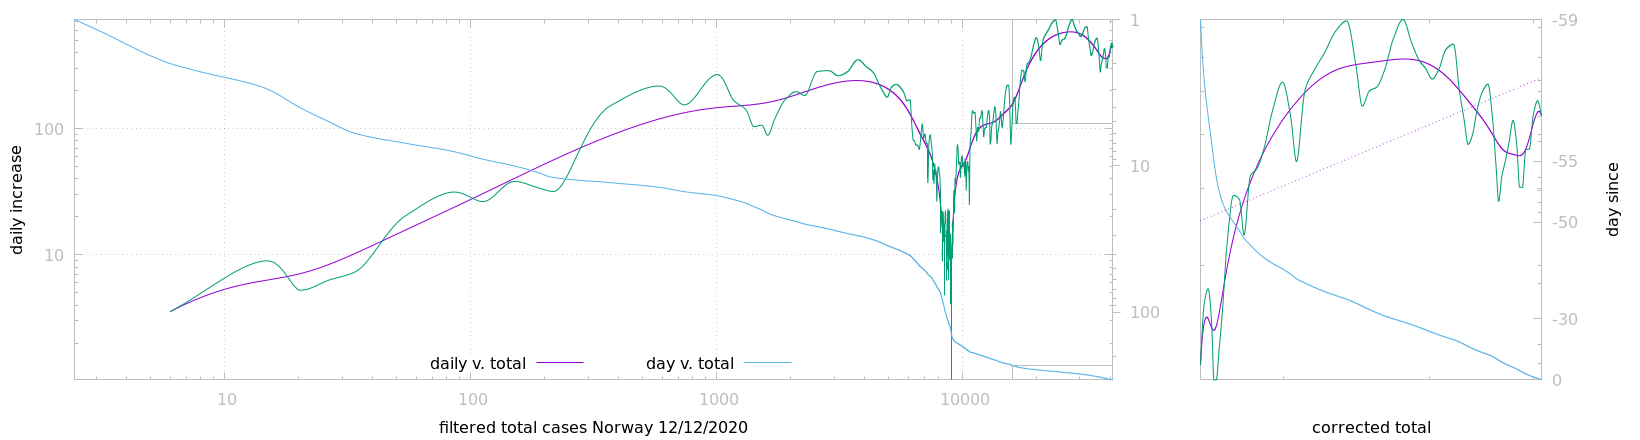 daily increase
100
10
10
100
1000
10000
1
10
100
daily v. total
day v. total
filtered total cases Norway 12/12/2020
-59
-55
-50
-30
0
day since
corrected total